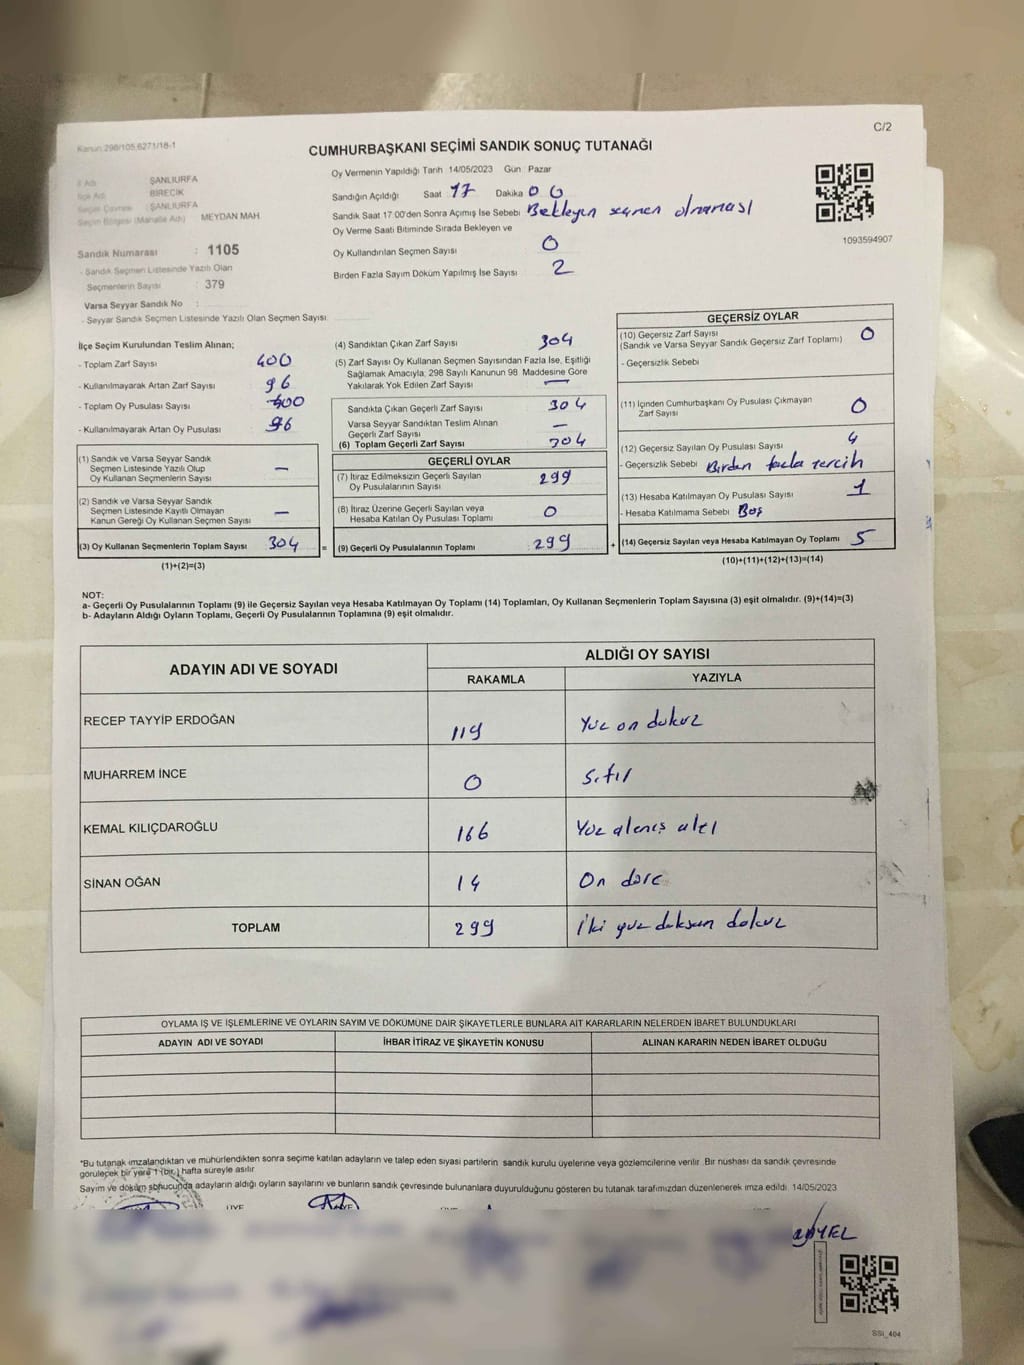 C/2
Kanun 298/105,6271/18-1
CUMHURBAŞKANI SEÇİMİ SANDIK SONUÇ TUTANAĞI
İl Adı ŞANLIURFA
İlçe Adı BİRECİK
Seçim Çevresi : ŞANLIURFA
Seçim Bölgesi (Mahalle Adı) MEYDAN MAH.
Sandık Numarası : 1105
- Sandık Seçmen Listesinde Yazılı Olan
Seçmenlerin Sayısı : 379
Varsa Seyyar Sandık No :
- Seyyar Sandık Seçmen Listesinde Yazılı Olan Seçmen Sayısı:
Oy Vermenin Yapıldığı Tarih 14/05/2023 Gün Pazar
Sandığın Açıldığı Saat 17 Dakika 00
Sandık Saat 17:00'den Sonra Açımış İse Sebebi Bekleyen seçmen olmaması
Oy Verme Saati Bitiminde Sırada Bekleyen ve
Oy Kullandırılan Seçmen Sayısı 0
Birden Fazla Sayım Döküm Yapılmış İse Sayısı 2
1093594907
İlçe Seçim Kurulundan Teslim Alınan;
- Toplam Zarf Sayısı 400
- Kullanılmayarak Artan Zarf Sayısı 96
- Toplam Oy Pusulası Sayısı 400
- Kullanılmayarak Artan Oy Pusulası 96
(1) Sandık ve Varsa Seyyar Sandık
Seçmen Listesinde Yazılı Olup
Oy Kullanan Seçmenlerin Sayısı —
(2) Sandık ve Varsa Seyyar Sandık
Seçmen Listesinde Kayıtlı Olmayan
Kanun Gereği Oy Kullanan Seçmen Sayısı —
(3) Oy Kullanan Seçmenlerin Toplam Sayısı 304 =
(1)+(2)=(3)
(4) Sandıktan Çıkan Zarf Sayısı 304
(5) Zarf Sayısı Oy Kullanan Seçmen Sayısından Fazla İse, Eşitliği
Sağlamak Amacıyla, 298 Sayılı Kanunun 98 Maddesine Göre
Yakılarak Yok Edilen Zarf Sayısı —
Sandıkta Çıkan Geçerli Zarf Sayısı 304
Varsa Seyyar Sandıktan Teslim Alınan
Geçerli Zarf Sayısı —
(6) Toplam Geçerli Zarf Sayısı 304
GEÇERLİ OYLAR
(7) İtiraz Edilmeksizin Geçerli Sayılan
Oy Pusulalarının Sayısı 299
(8) İtiraz Üzerine Geçerli Sayılan veya
Hesaba Katılan Oy Pusulası Toplamı 0
(9) Geçerli Oy Pusulalarının Toplamı 299 +
GEÇERSİZ OYLAR
(10) Geçersiz Zarf Sayısı
(Sandık ve Varsa Seyyar Sandık Geçersiz Zarf Toplamı) 0
- Geçersizlik Sebebi
(11) İçinden Cumhurbaşkanı Oy Pusulası Çıkmayan
Zarf Sayısı 0
(12) Geçersiz Sayılan Oy Pusulası Sayısı 4
- Geçersizlik Sebebi Birden fazla tercih
(13) Hesaba Katılmayan Oy Pusulası Sayısı 1
- Hesaba Katılmama Sebebi Boş
(14) Geçersiz Sayılan veya Hesaba Katılmayan Oy Toplamı 5
(10)+(11)+(12)+(13)=(14)
NOT:
a- Geçerli Oy Pusulalarının Toplamı (9) ile Geçersiz Sayılan veya Hesaba Katılmayan Oy Toplamı (14) Toplamları, Oy Kullanan Seçmenlerin Toplam Sayısına (3) eşit olmalıdır. (9)+(14)=(3)
b- Adayların Aldığı Oyların Toplamı, Geçerli Oy Pusulalarının Toplamına (9) eşit olmalıdır.
ADAYIN ADI VE SOYADI ALDIĞI OY SAYISI
RAKAMLA YAZIYLA
RECEP TAYYİP ERDOĞAN 119 Yüz on dokuz
MUHARREM İNCE 0 Sıfır
KEMAL KILIÇDAROĞLU 166 Yüz altmış altı
SİNAN OĞAN 14 On dört
TOPLAM 299 İki yüz doksan dokuz
OYLAMA İŞ VE İŞLEMLERİNE VE OYLARIN SAYIM VE DÖKÜMÜNE DAİR ŞİKAYETLERLE BUNLARA AİT KARARLARIN NELERDEN İBARET BULUNDUKLARI
ADAYIN ADI VE SOYADI İHBAR İTİRAZ VE ŞİKAYETİN KONUSU ALINAN KARARIN NEDEN İBARET OLDUĞU
*Bu tutanak imzalandıktan ve mühürlendikten sonra seçime katılan adayların ve talep eden siyasi partilerin sandık kurulu üyelerine veya gözlemcilerine verilir. Bir nüshası da sandık çevresinde
görülecek bir yere 1 (bir) hafta süreyle asılır.
Sayım ve döküm sonucunda adayların aldığı oyların sayılarını ve bunların sandık çevresinde bulunanlara duyurulduğunu gösteren bu tutanak tarafımızdan düzenlenerek imza edildi. 14/05/2023
SSI_404